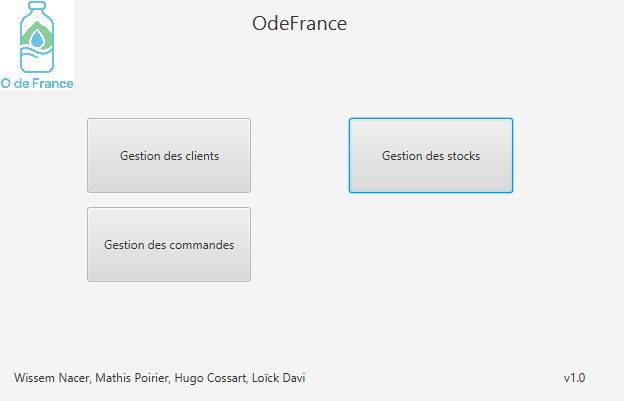 OdeFrance
O de France
Gestion des clients
Gestion des stocks
Gestion des commandes
Wissem Nacer, Mathis Poirier, Hugo Cossart, Loïck Davi
v1.0